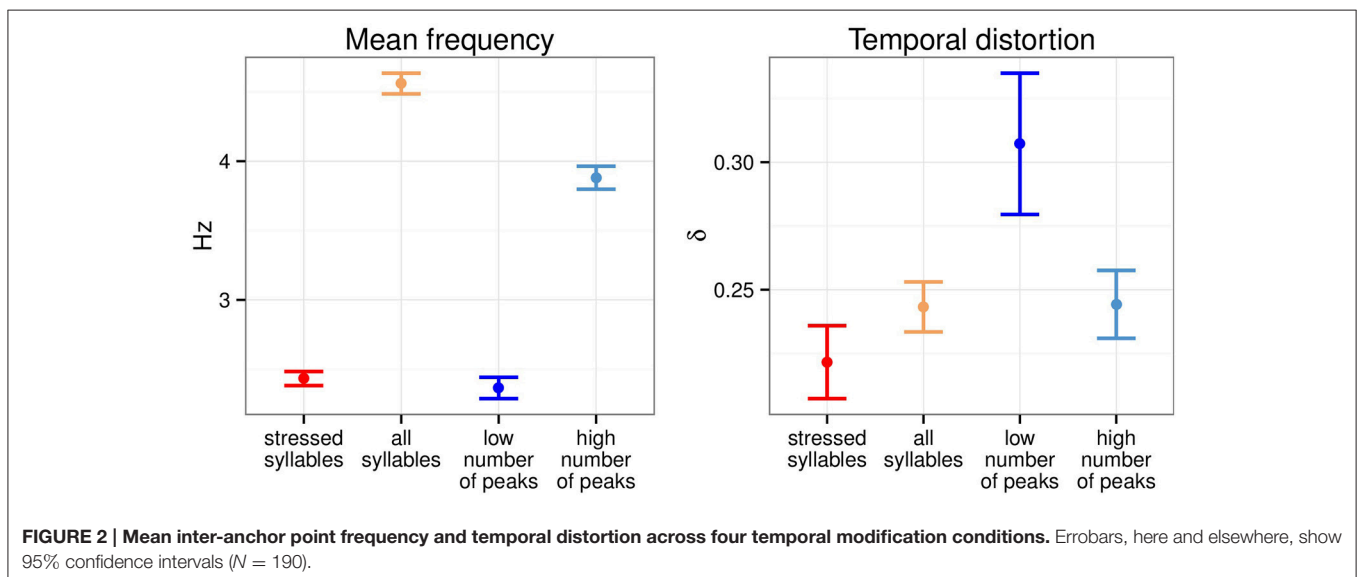 Mean frequency
Hz
4
3
stressed syllables
all syllables
low number of peaks
high number of peaks
Temporal distortion
δ
0.30
0.25
stressed syllables
all syllables
low number of peaks
high number of peaks
FIGURE 2 | Mean inter-anchor point frequency and temporal distortion across four temporal modification conditions. Errobars, here and elsewhere, show
95% confidence intervals (N = 190).